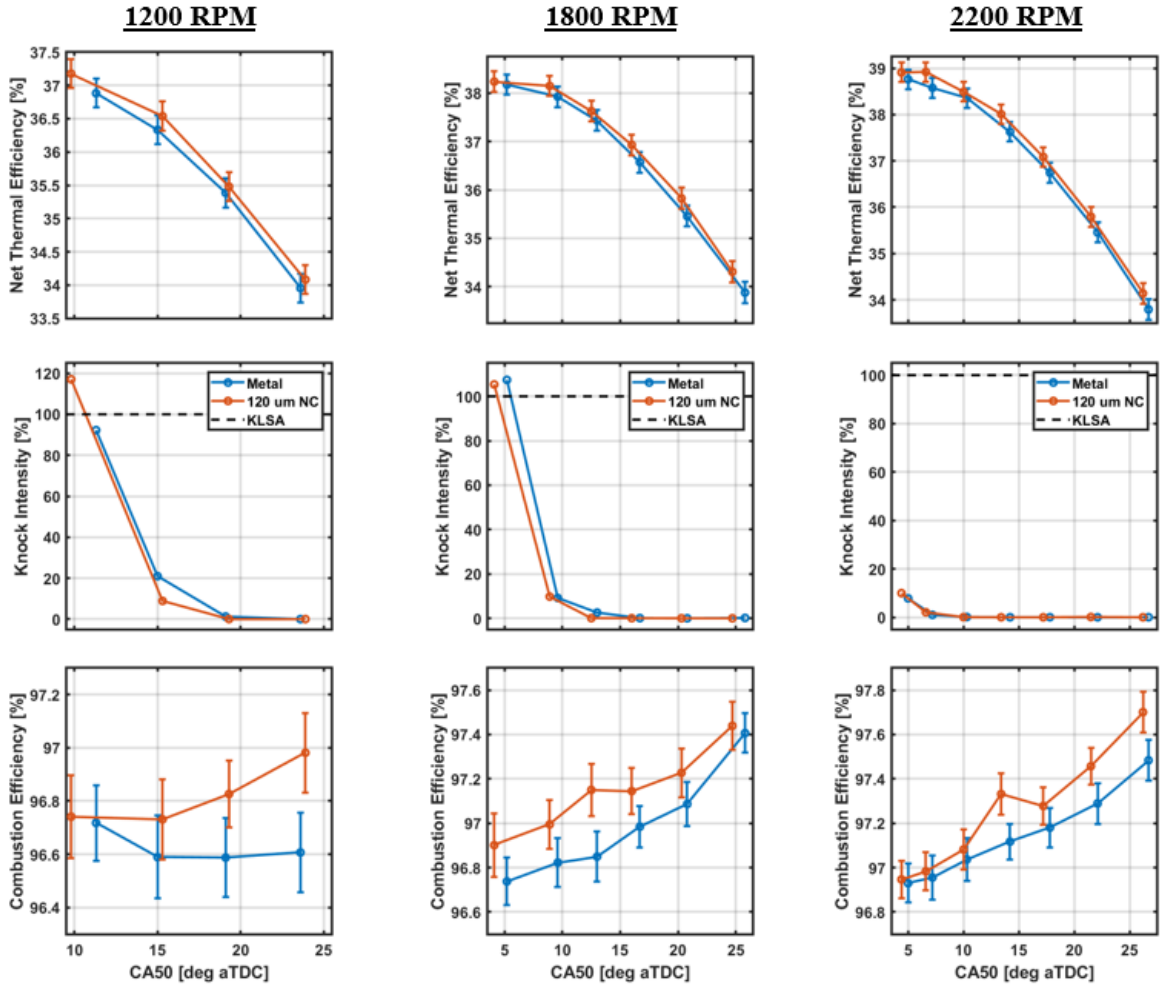 1200 RPM
1800 RPM
2200 RPM
Net Thermal Efficiency [%]
37.5
37
36.5
36
35.5
35
34.5
34
33.5
Net Thermal Efficiency [%]
38
37
36
35
34
Net Thermal Efficiency [%]
39
38
37
36
35
34
Knock Intensity [%]
120
100
80
60
40
20
0
Metal
120 um NC
KLSA
Knock Intensity [%]
100
80
60
40
20
0
Metal
120 um NC
KLSA
Knock Intensity [%]
100
80
60
40
20
0
Metal
120 um NC
KLSA
Combustion Efficiency [%]
97.2
97
96.8
96.6
96.4
10 15 20 25
CA50 [deg aTDC]
Combustion Efficiency [%]
97.6
97.4
97.2
97
96.8
96.6
5 10 15 20 25
CA50 [deg aTDC]
Combustion Efficiency [%]
97.8
97.6
97.4
97.2
97
96.8
5 10 15 20 25
CA50 [deg aTDC]